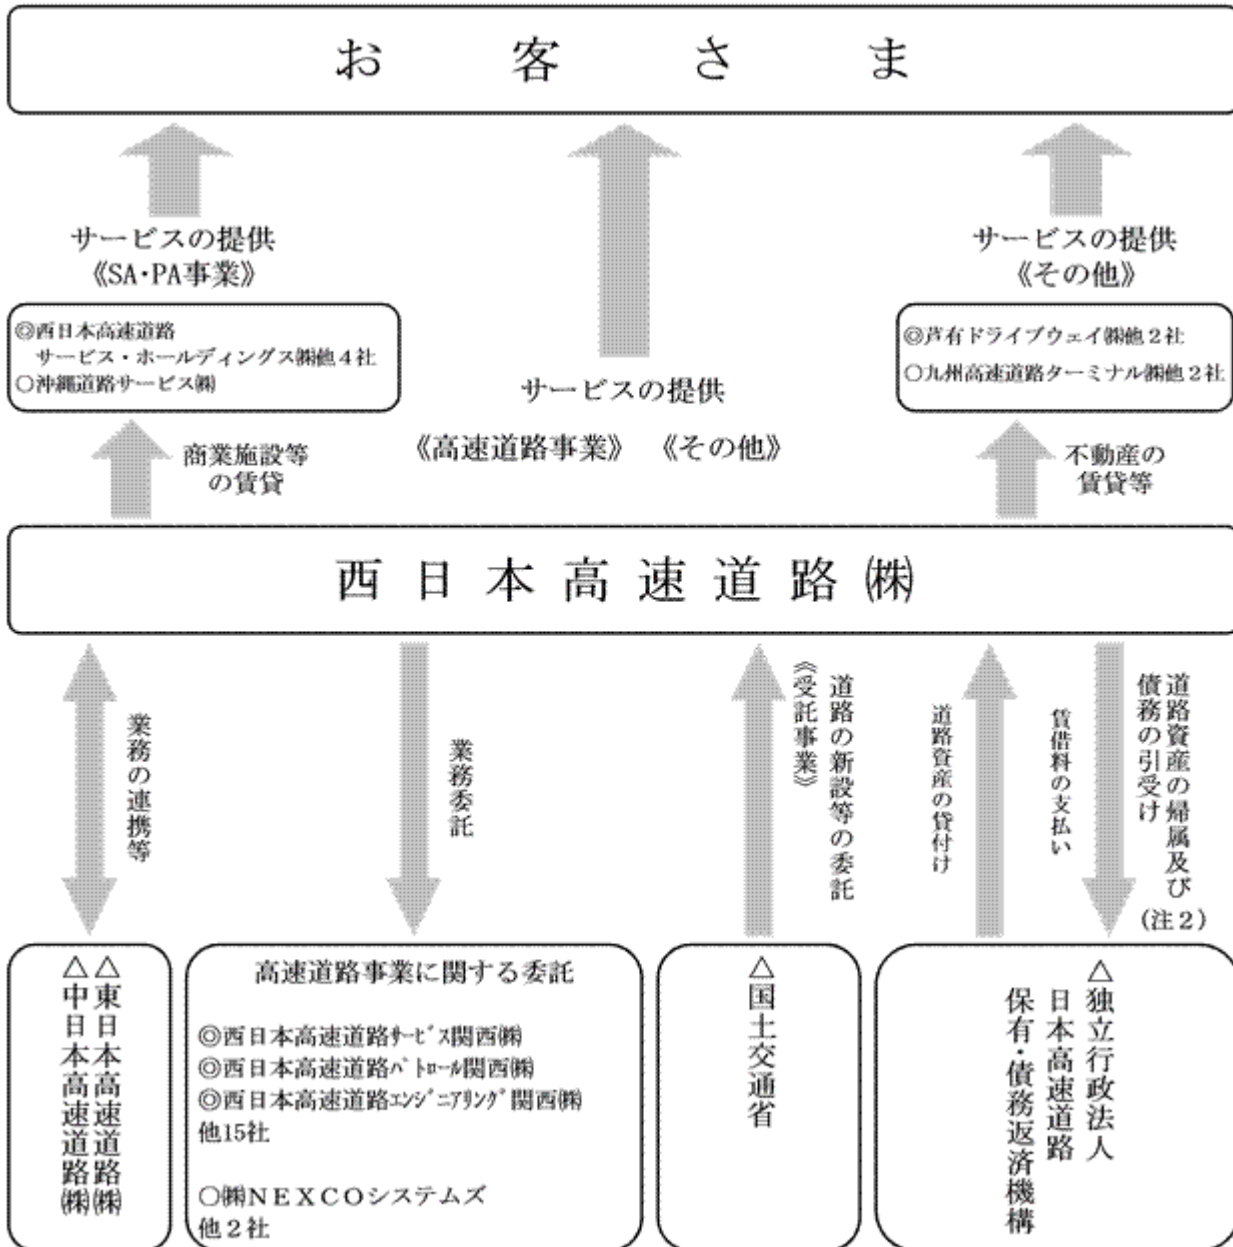 お客さま
サービスの提供
《SA・PA事業》
サービスの提供
《その他》
◎西日本高速道路
サービス・ホールディングス㈱他４社
○沖縄道路サービス㈱
◎芦有ドライブウェイ㈱他２社
○九州高速道路ターミナル㈱他２社
サービスの提供
《高速道路事業》 《その他》
商業施設等
の賃貸
不動産の
賃貸等
西日本高速道路㈱
業務の連携等
業務委託
道路の新設等の委託
《受託事業》
道路資産の貸付け
賃借料の支払い
道路資産の帰属及び
債務の引受け
(注２)
△東日本高速道路㈱
△中日本高速道路㈱
高速道路事業に関する委託
◎西日本高速道路ｻｰﾋﾞｽ関西㈱
◎西日本高速道路ﾊﾟﾄﾛｰﾙ関西㈱
◎西日本高速道路ｴﾝｼﾞﾆｱﾘﾝｸﾞ関西㈱
他15社
○㈱ＮＥＸＣＯシステムズ
他２社
△国土交通省
△独立行政法人
日本高速道路
保有・債務返済機構